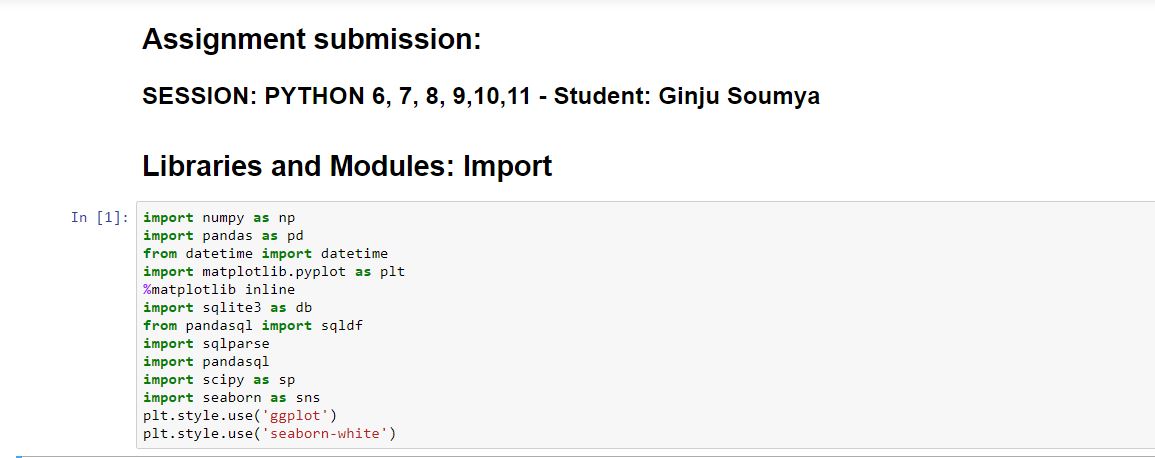 Assignment submission:
SESSION: PYTHON 6, 7, 8, 9,10,11 - Student: Ginju Soumya
Libraries and Modules: Import
In [1]: import numpy as np
import pandas as pd
from datetime import datetime
import matplotlib.pyplot as plt
%matplotlib inline
import sqlite3 as db
from pandasql import sqldf
import sqlparse
import pandasql
import scipy as sp
import seaborn as sns
plt.style.use('ggplot')
plt.style.use('seaborn-white')